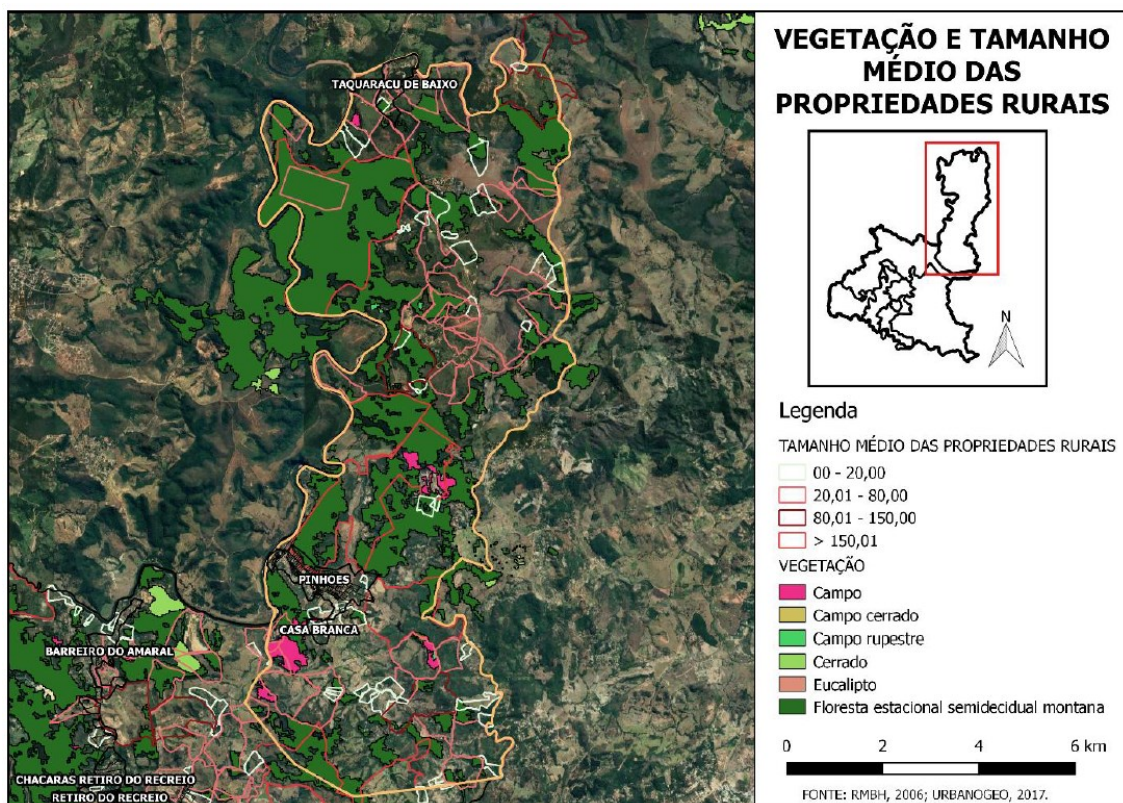 VEGETAÇÃO E TAMANHO
MÉDIO DAS
PROPRIEDADES RURAIS
N
Legenda
TAMANHO MÉDIO DAS PROPRIEDADES RURAIS
00 - 20,00
20,01 - 80,00
80,01 - 150,00
> 150,01
VEGETAÇÃO
Campo
Campo cerrado
Campo rupestre
Cerrado
Eucalipto
Floresta estacional semidecidual montana
0 2 4 6 km
FONTE: RMBH, 2006; URBANOGEO, 2017.
TAQUARACU DE BAIXO
PINHOES
CASA BRANCA
BARREIRO DO AMARAL
CHACARAS RETIRO DO RECREIO
RETIRO DO RECREIO